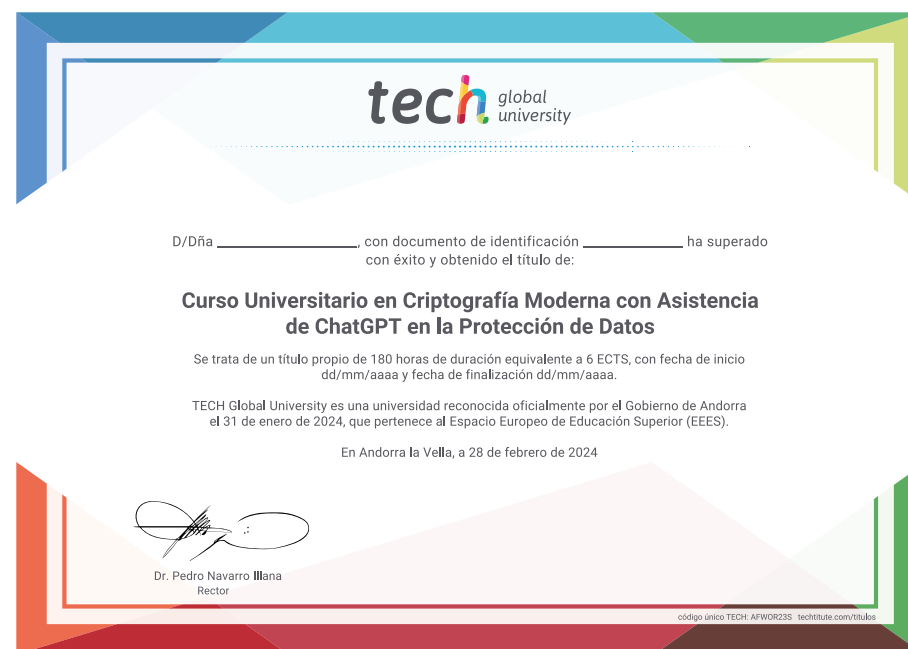 tech global university
D/Dña ____________________, con documento de identificación ______________ ha superado
con éxito y obtenido el título de:
Curso Universitario en Criptografía Moderna con Asistencia
de ChatGPT en la Protección de Datos
Se trata de un título propio de 180 horas de duración equivalente a 6 ECTS, con fecha de inicio
dd/mm/aaaa y fecha de finalización dd/mm/aaaa.
TECH Global University es una universidad reconocida oficialmente por el Gobierno de Andorra
el 31 de enero de 2024, que pertenece al Espacio Europeo de Educación Superior (EEES).
En Andorra la Vella, a 28 de febrero de 2024
Dr. Pedro Navarro Illana
Rector
código único TECH: AFWOR23S techtitute.com/titulos